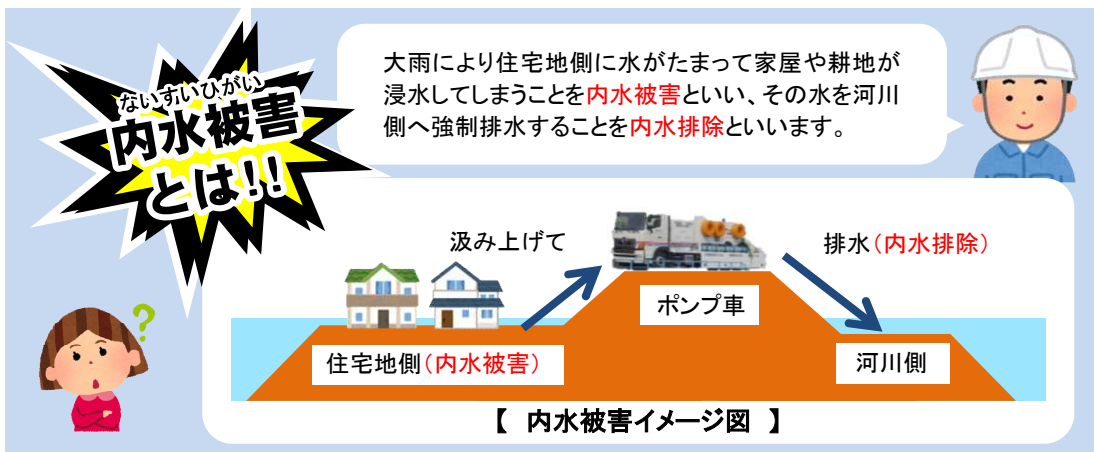 ないすいひがい
内水被害
とは!!
大雨により住宅地側に水がたまって家屋や耕地が
浸水してしまうことを内水被害といい、その水を河川
側へ強制排水することを内水排除といいます。
汲み上げて
排水（内水排除）
ポンプ車
住宅地側（内水被害）
河川側
【 内水被害イメージ図 】
?